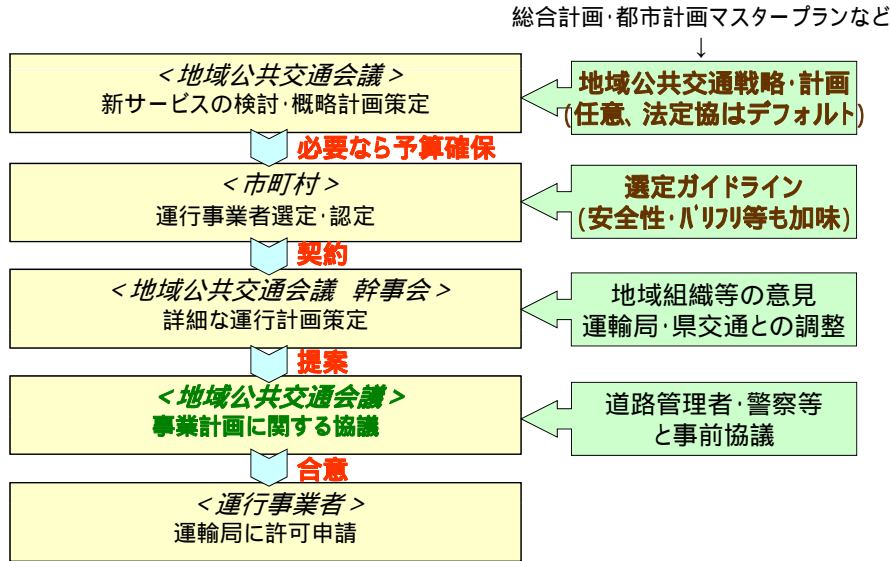 総合計画･都市計画マスタープランなど
↓
＜地域公共交通会議＞
新サービスの検討･概略計画策定
地域公共交通戦略･計画
(任意、法定協はデフォルト)
必要なら予算確保
＜市町村＞
運行事業者選定･認定
選定ガイドライン
(安全性･ﾊﾞﾘﾌﾘ等も加味)
契約
＜地域公共交通会議 幹事会＞
詳細な運行計画策定
地域組織等の意見
運輸局･県交通との調整
提案
＜地域公共交通会議＞
事業計画に関する協議
道路管理者･警察等
と事前協議
合意
＜運行事業者＞
運輸局に許可申請